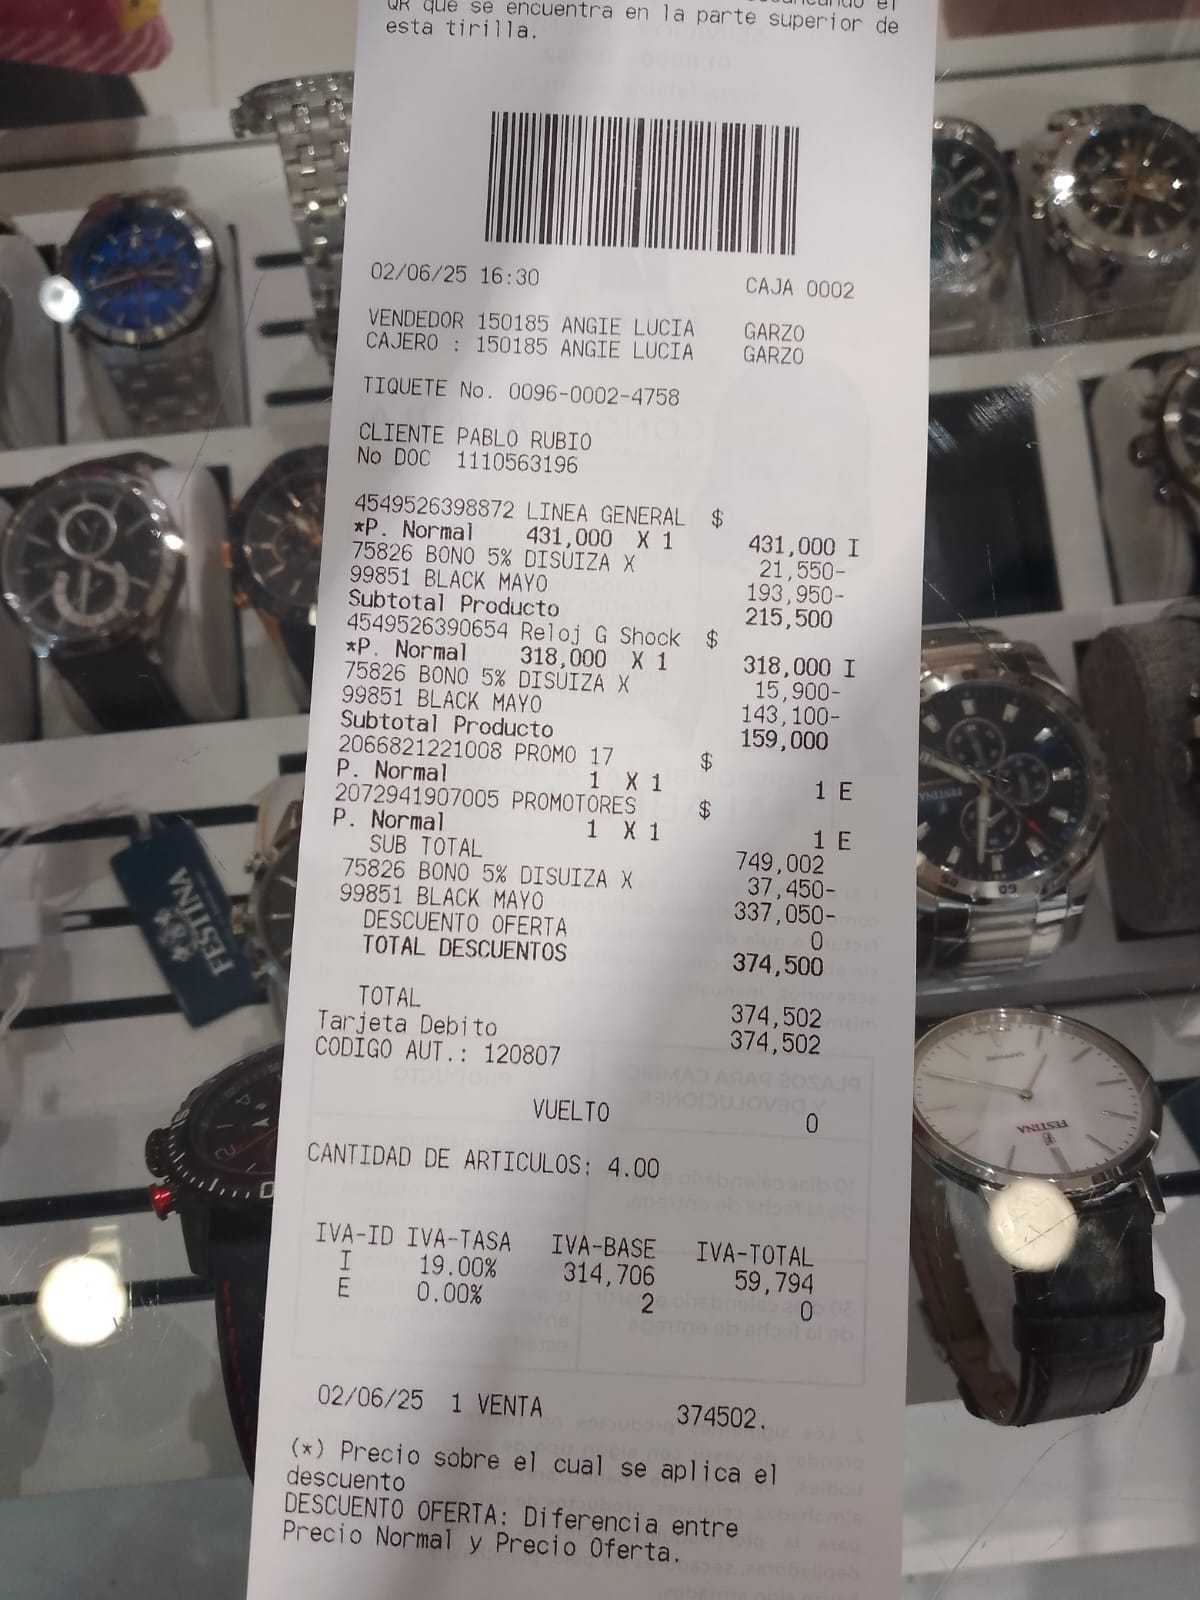 QR que se encuentra en la parte superior de
esta tirilla.
02/06/25 16:30 CAJA 0002
VENDEDOR 150185 ANGIE LUCIA GARZO
CAJERO : 150185 ANGIE LUCIA GARZO
TIQUETE No. 0096-0002-4758
CLIENTE PABLO RUBIO
No DOC 1110563196
4549526398872 LINEA GENERAL $
*P. Normal 431,000 X 1 431,000 I
75826 BONO 5% DISUIZA X 21,550-
99851 BLACK MAYO 193,950-
Subtotal Producto 215,500
4549526390654 Reloj G Shock $
*P. Normal 318,000 X 1 318,000 I
75826 BONO 5% DISUIZA X 15,900-
99851 BLACK MAYO 143,100-
Subtotal Producto 159,000
2066821221008 PROMO 17 $
P. Normal 1 X 1 1 E
2072941907005 PROMOTORES $
P. Normal 1 X 1 1 E
SUB TOTAL 749,002
75826 BONO 5% DISUIZA X 37,450-
99851 BLACK MAYO 337,050-
DESCUENTO OFERTA 0
TOTAL DESCUENTOS 374,500
TOTAL 374,502
Tarjeta Debito 374,502
CODIGO AUT.: 120807
VUELTO 0
CANTIDAD DE ARTICULOS: 4.00
IVA-ID IVA-TASA IVA-BASE IVA-TOTAL
I 19.00% 314,706 59,794
E 0.00% 2 0
02/06/25 1 VENTA 374502.
(*) Precio sobre el cual se aplica el
descuento
DESCUENTO OFERTA: Diferencia entre
Precio Normal y Precio Oferta.
FESTINA
FESTINA
FESTINA